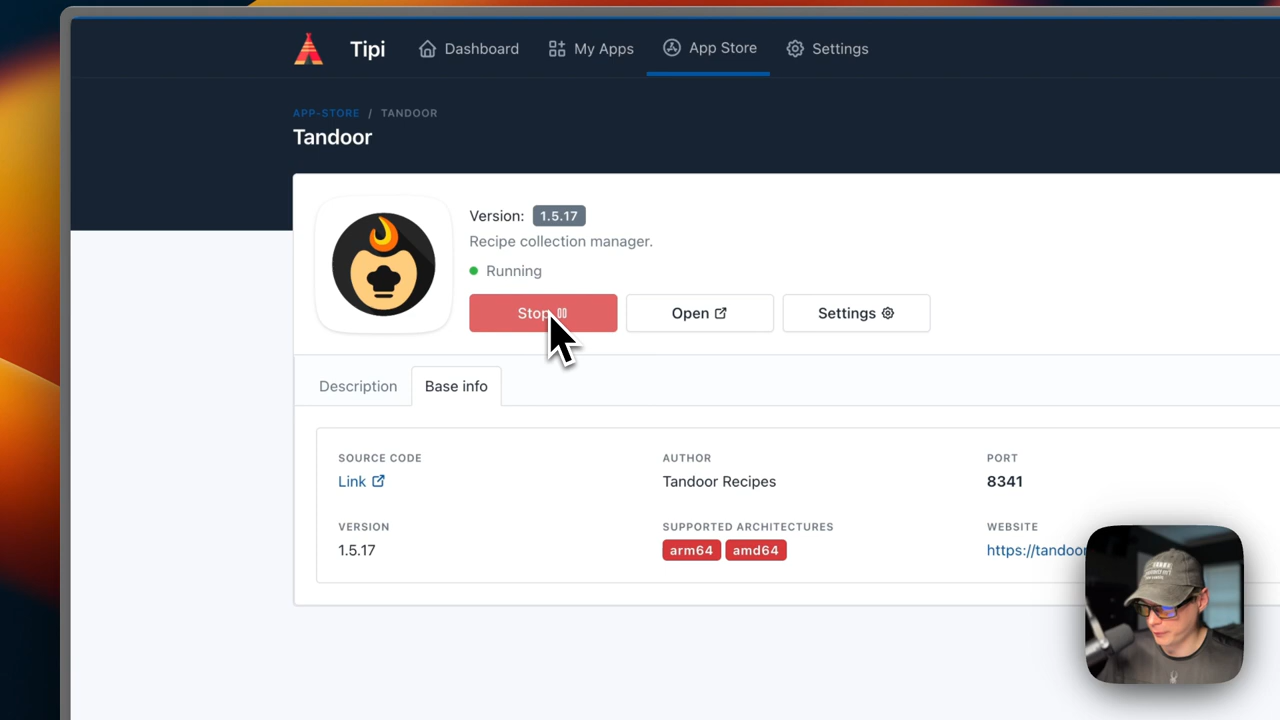 Tipi Dashboard My Apps App Store Settings
APP-STORE / TANDOOR
Tandoor
Version: 1.5.17
Recipe collection manager.
Running
Stop Open Settings
Description Base info
SOURCE CODE AUTHOR PORT
Link Tandoor Recipes 8341
VERSION SUPPORTED ARCHITECTURES WEBSITE
1.5.17 arm64 amd64 https://tandoor